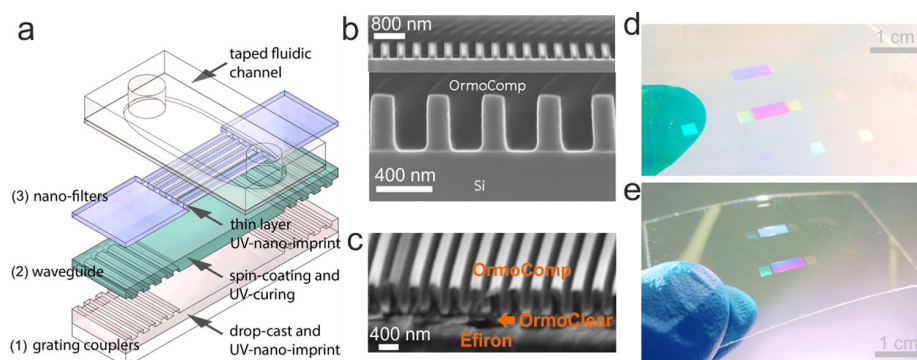 a
taped fluidic
channel
(3) nano-filters
thin layer
UV-nano-imprint
(2) waveguide
spin-coating and
UV-curing
drop-cast and
UV-nano-imprint
(1) grating couplers
b
800 nm
OrmoComp
400 nm
Si
c
OrmoComp
OrmoClear
Efiron
400 nm
d
1 cm
e
1 cm